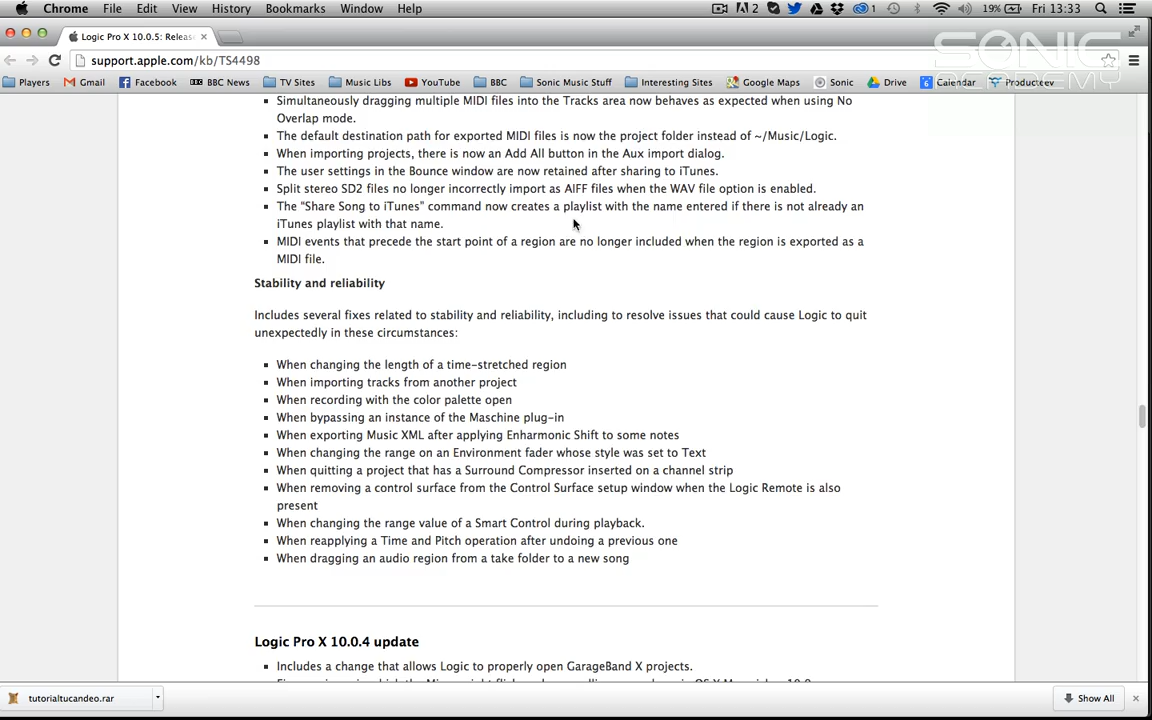 Chrome File Edit View History Bookmarks Window Help 2 1 19% Fri 13:33
Logic Pro X 10.0.5: Releas
support.apple.com/kb/TS4498
Players Gmail Facebook BBC News TV Sites Music Libs YouTube BBC Sonic Music Stuff Interesting Sites Google Maps Sonic Drive 6 Calendar Producteev
SONIC
ACADEMY
Simultaneously dragging multiple MIDI files into the Tracks area now behaves as expected when using No
Overlap mode.
The default destination path for exported MIDI files is now the project folder instead of ~/Music/Logic.
When importing projects, there is now an Add All button in the Aux import dialog.
The user settings in the Bounce window are now retained after sharing to iTunes.
Split stereo SD2 files no longer incorrectly import as AIFF files when the WAV file option is enabled.
The “Share Song to iTunes” command now creates a playlist with the name entered if there is not already an
iTunes playlist with that name.
MIDI events that precede the start point of a region are no longer included when the region is exported as a
MIDI file.
Stability and reliability
Includes several fixes related to stability and reliability, including to resolve issues that could cause Logic to quit
unexpectedly in these circumstances:
When changing the length of a time-stretched region
When importing tracks from another project
When recording with the color palette open
When bypassing an instance of the Maschine plug-in
When exporting Music XML after applying Enharmonic Shift to some notes
When changing the range on an Environment fader whose style was set to Text
When quitting a project that has a Surround Compressor inserted on a channel strip
When removing a control surface from the Control Surface setup window when the Logic Remote is also
present
When changing the range value of a Smart Control during playback.
When reapplying a Time and Pitch operation after undoing a previous one
When dragging an audio region from a take folder to a new song
Logic Pro X 10.0.4 update
Includes a change that allows Logic to properly open GarageBand X projects.
tutorialtucandeo.rar
Show All